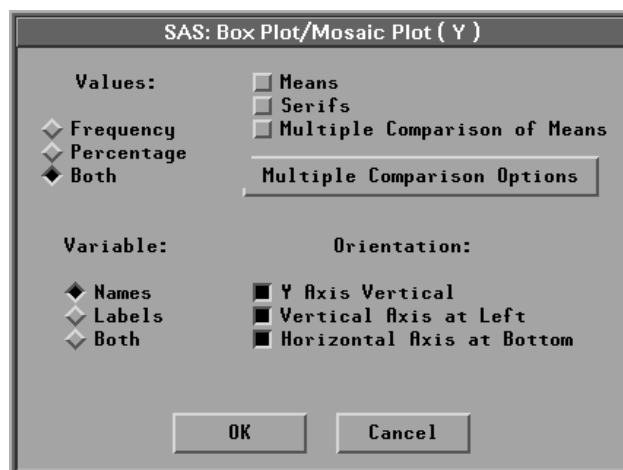 SAS: Box Plot/Mosaic Plot ( Y )
Values:
Frequency
Percentage
Both
Means
Serifs
Multiple Comparison of Means
Multiple Comparison Options
Variable:
Names
Labels
Both
Orientation:
Y Axis Vertical
Vertical Axis at Left
Horizontal Axis at Bottom
OK
Cancel